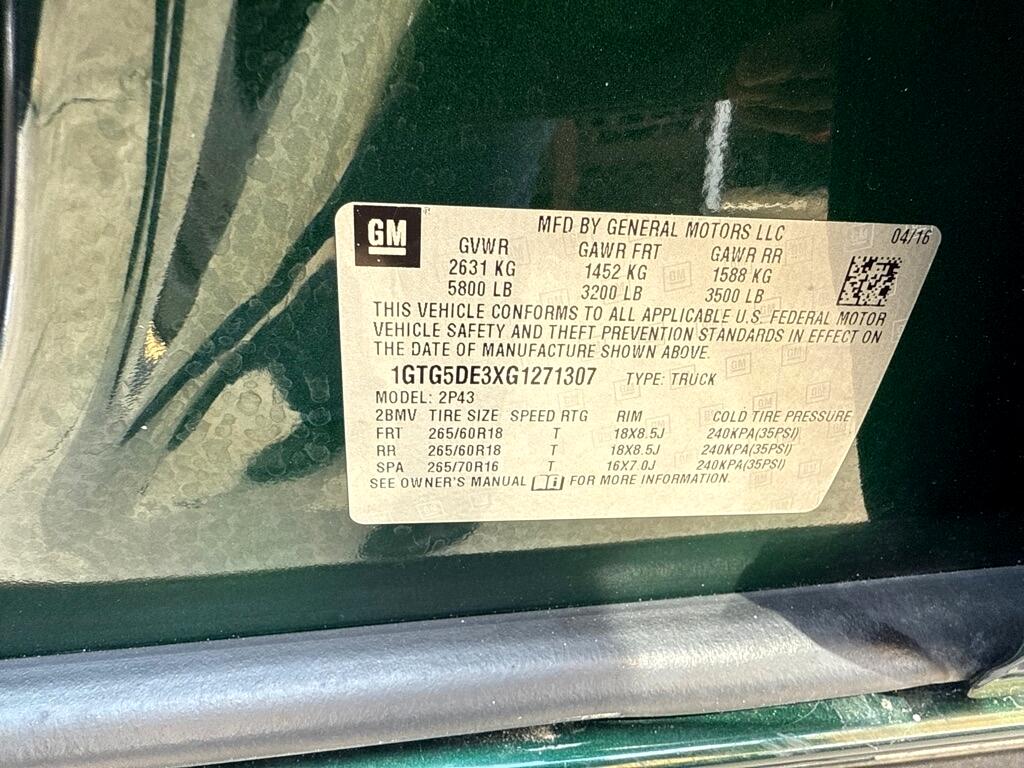 GM
MFD BY GENERAL MOTORS LLC 04/16
GVWR GAWR FRT GAWR RR
2631 KG 1452 KG 1588 KG
5800 LB 3200 LB 3500 LB
THIS VEHICLE CONFORMS TO ALL APPLICABLE U.S. FEDERAL MOTOR
VEHICLE SAFETY AND THEFT PREVENTION STANDARDS IN EFFECT ON
THE DATE OF MANUFACTURE SHOWN ABOVE.
1GTG5DE3XG1271307 TYPE: TRUCK
MODEL: 2P43
2BMV TIRE SIZE SPEED RTG RIM COLD TIRE PRESSURE
FRT 265/60R18 T 18X8.5J 240KPA(35PSI)
RR 265/60R18 T 18X8.5J 240KPA(35PSI)
SPA 265/70R16 T 16X7.0J 240KPA(35PSI)
SEE OWNER'S MANUAL FOR MORE INFORMATION.